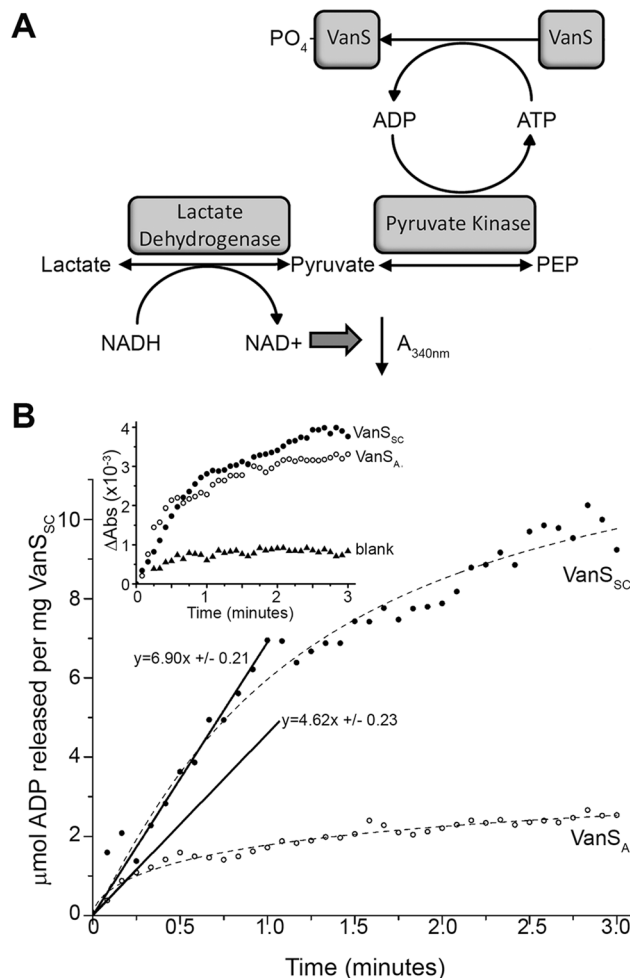 A
PO4 VanS VanS
ADP ATP
Lactate Dehydrogenase
Pyruvate Kinase
Lactate Pyruvate PEP
NADH NAD+ A340nm
B
ΔAbs (x10-3)
4
3
2
1
0
0 1 2 3
Time (minutes)
VanSSC
VanSA.
blank
μmol ADP released per mg VanSSC
10
8
6
4
2
0
y=6.90x +/- 0.21
y=4.62x +/- 0.23
VanSSC
VanSA
0 0.5 1.0 1.5 2.0 2.5 3.0
Time (minutes)